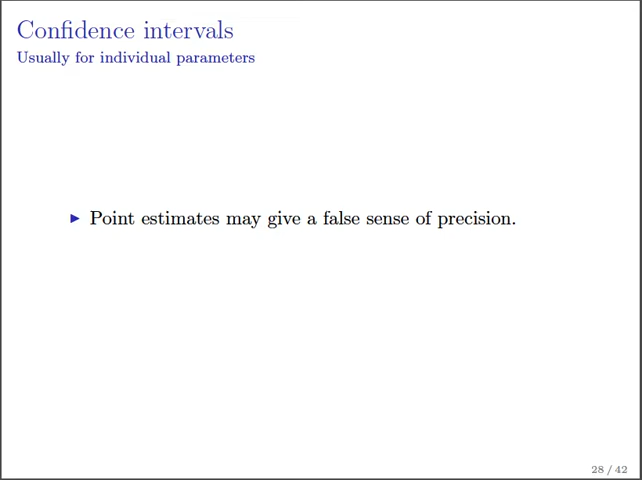 Confidence intervals
Usually for individual parameters
▶ Point estimates may give a false sense of precision.
28 / 42